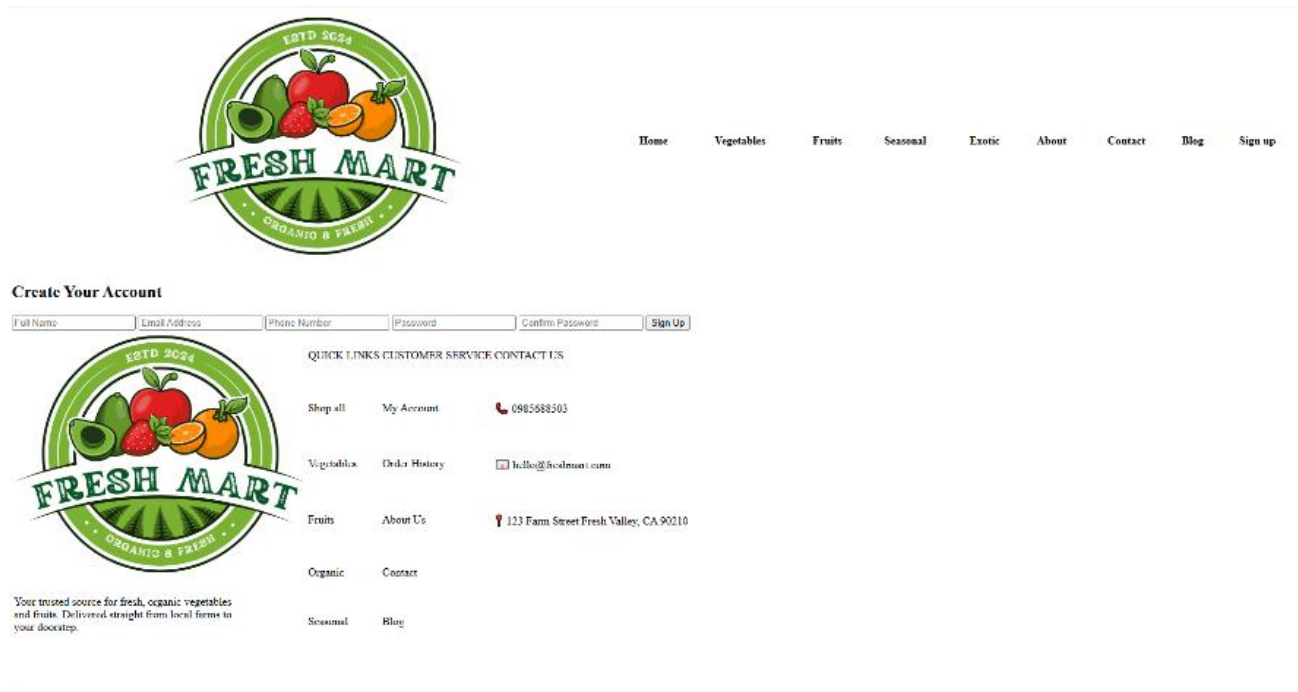 ESTD 2024
FRESH MART
ORGANIC & FRESH
Home Vegetables Fruits Seasonal Exotic About Contact Blog Sign up
Create Your Account
Full Name Email Address Phone Number Password Confirm Password Sign Up
ESTD 2024
FRESH MART
ORGANIC & FRESH
Your trusted source for fresh, organic vegetables
and fruits. Delivered straight from local farms to
your doorstep.
QUICK LINKS CUSTOMER SERVICE CONTACT US
Shop all My Account 0985688503
Vegetables Order History hello@freshmart.com
Fruits About Us 123 Farm Street Fresh Valley, CA 90210
Organic Contact
Seasonal Blog